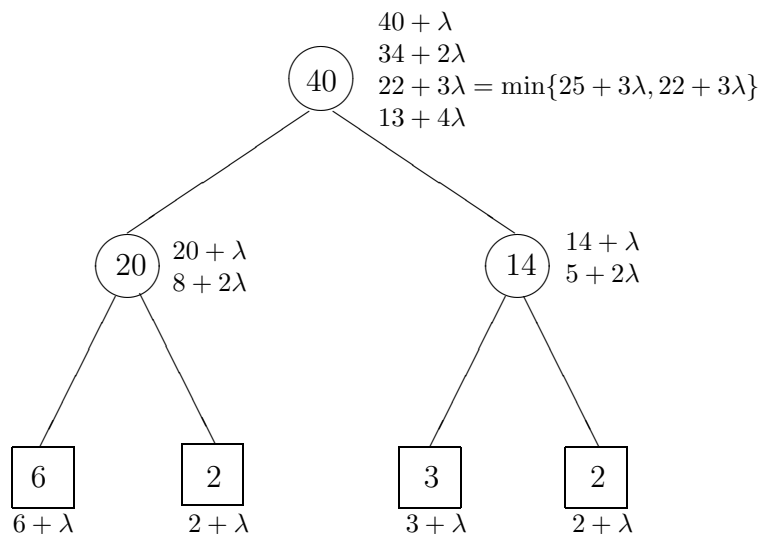 40 + λ
34 + 2λ
40
22 + 3λ = min{25 + 3λ, 22 + 3λ}
13 + 4λ
20
20 + λ
8 + 2λ
14
14 + λ
5 + 2λ
6
2
3
2
6 + λ
2 + λ
3 + λ
2 + λ